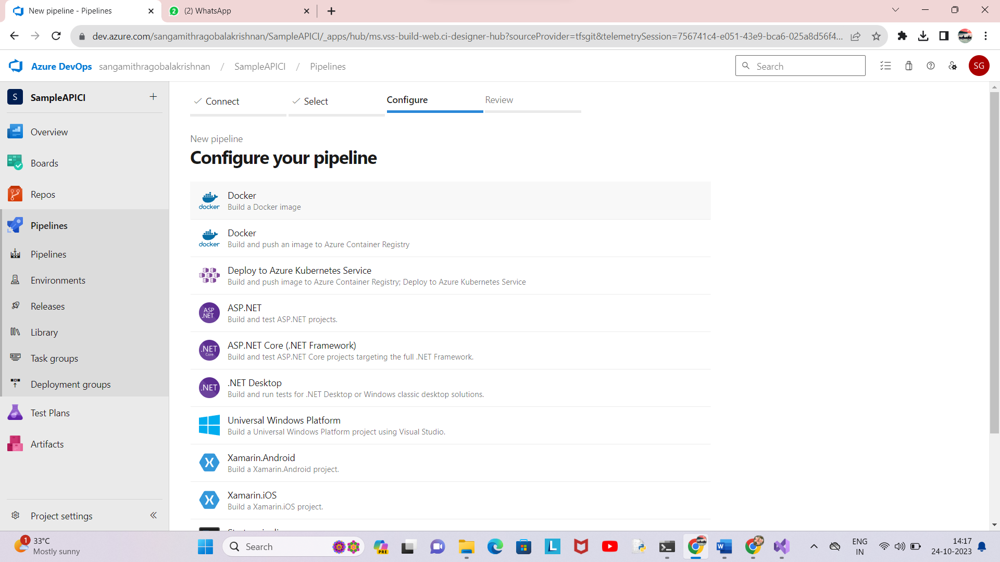 New pipeline - Pipelines
2 (2) WhatsApp
dev.azure.com/sangamithragobalakrishnan/SampleAPICI/_apps/hub/ms.vss-build-web.ci-designer-hub?sourceProvider=tfsgit&telemetrySession=756741c4-e051-43e9-bca6-025a8d56f4...
Azure DevOps sangamithragobalakrishnan / SampleAPICI / Pipelines
Search
SG
S SampleAPICI
Overview
Boards
Repos
Pipelines
Pipelines
Environments
Releases
Library
Task groups
Deployment groups
Test Plans
Artifacts
Project settings
Connect Select Configure Review
New pipeline
Configure your pipeline
docker
Docker
Build a Docker image
docker
Docker
Build and push an image to Azure Container Registry
Deploy to Azure Kubernetes Service
Build and push image to Azure Container Registry; Deploy to Azure Kubernetes Service
ASP
.NET
ASP.NET
Build and test ASP.NET projects.
.NET
Core
ASP.NET Core (.NET Framework)
Build and test ASP.NET Core projects targeting the full .NET Framework.
.NET
.NET Desktop
Build and run tests for .NET Desktop or Windows classic desktop solutions.
Universal Windows Platform
Build a Universal Windows Platform project using Visual Studio.
Xamarin.Android
Build a Xamarin.Android project.
Xamarin.iOS
Build a Xamarin.iOS project.
1
33°C
Mostly sunny
Search
PRE
L
W
ENG
IN
14:17
24-10-2023